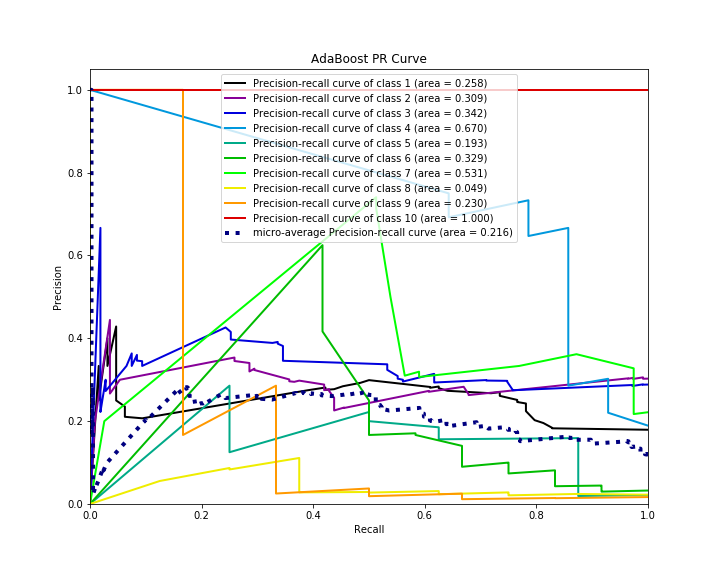 AdaBoost PR Curve
Precision-recall curve of class 1 (area = 0.258)
Precision-recall curve of class 2 (area = 0.309)
Precision-recall curve of class 3 (area = 0.342)
Precision-recall curve of class 4 (area = 0.670)
Precision-recall curve of class 5 (area = 0.193)
Precision-recall curve of class 6 (area = 0.329)
Precision-recall curve of class 7 (area = 0.531)
Precision-recall curve of class 8 (area = 0.049)
Precision-recall curve of class 9 (area = 0.230)
Precision-recall curve of class 10 (area = 1.000)
micro-average Precision-recall curve (area = 0.216)
Precision
1.0
0.8
0.6
0.4
0.2
0.0
0.0 0.2 0.4 0.6 0.8 1.0
Recall